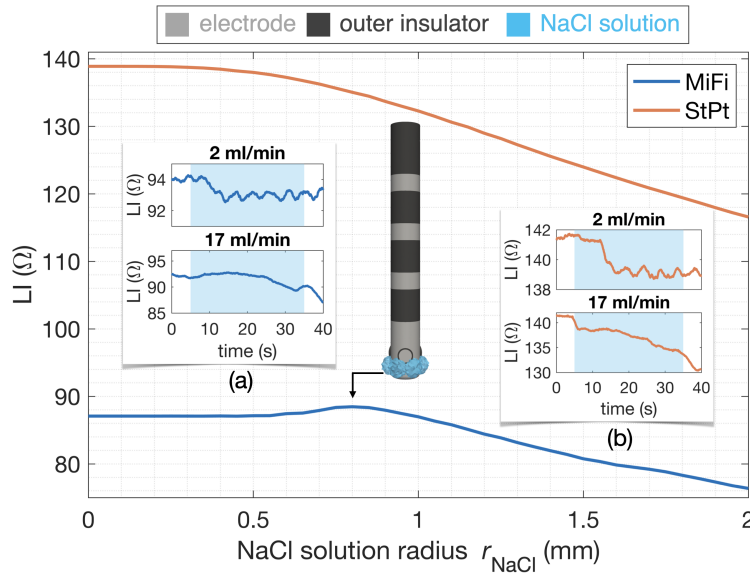 electrode outer insulator NaCl solution
MiFi
StPt
LI (Ω)
140
130
120
110
100
90
80
0 0.5 1 1.5 2
NaCl solution radius r_NaCl (mm)
2 ml/min
LI (Ω)
94
92
17 ml/min
LI (Ω)
95
90
85
0 10 20 30 40
time (s)
(a)
2 ml/min
LI (Ω)
142
140
138
17 ml/min
LI (Ω)
140
135
130
0 10 20 30 40
time (s)
(b)